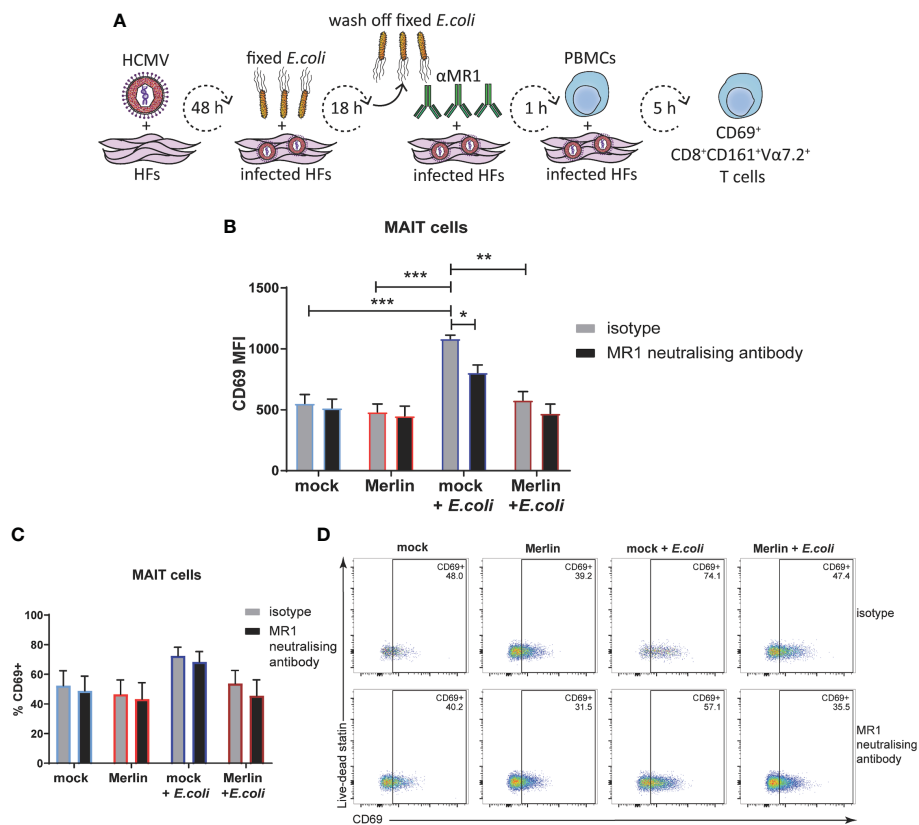 A
wash off fixed E.coli
HCMV
fixed E.coli
αMR1
PBMCs
48 h
18 h
1 h
5 h
+
+
+
+
HFs
infected HFs
infected HFs
infected HFs
CD69⁺
CD8⁺CD161⁺Vα7.2⁺
T cells
B
MAIT cells
**
***
***
*
1500
1000
500
0
CD69 MFI
isotype
MR1 neutralising antibody
mock
Merlin
mock
+ E.coli
Merlin
+E.coli
C
MAIT cells
100
80
60
40
20
0
% CD69+
isotype
MR1
neutralising
antibody
mock
Merlin
mock
+ E.coli
Merlin
+E.coli
D
mock
Merlin
mock + E.coli
Merlin + E.coli
CD69+
48.0
CD69+
39.2
CD69+
74.1
CD69+
47.4
isotype
CD69+
40.2
CD69+
31.5
CD69+
57.1
CD69+
35.5
MR1
neutralising
antibody
Live-dead statin
CD69